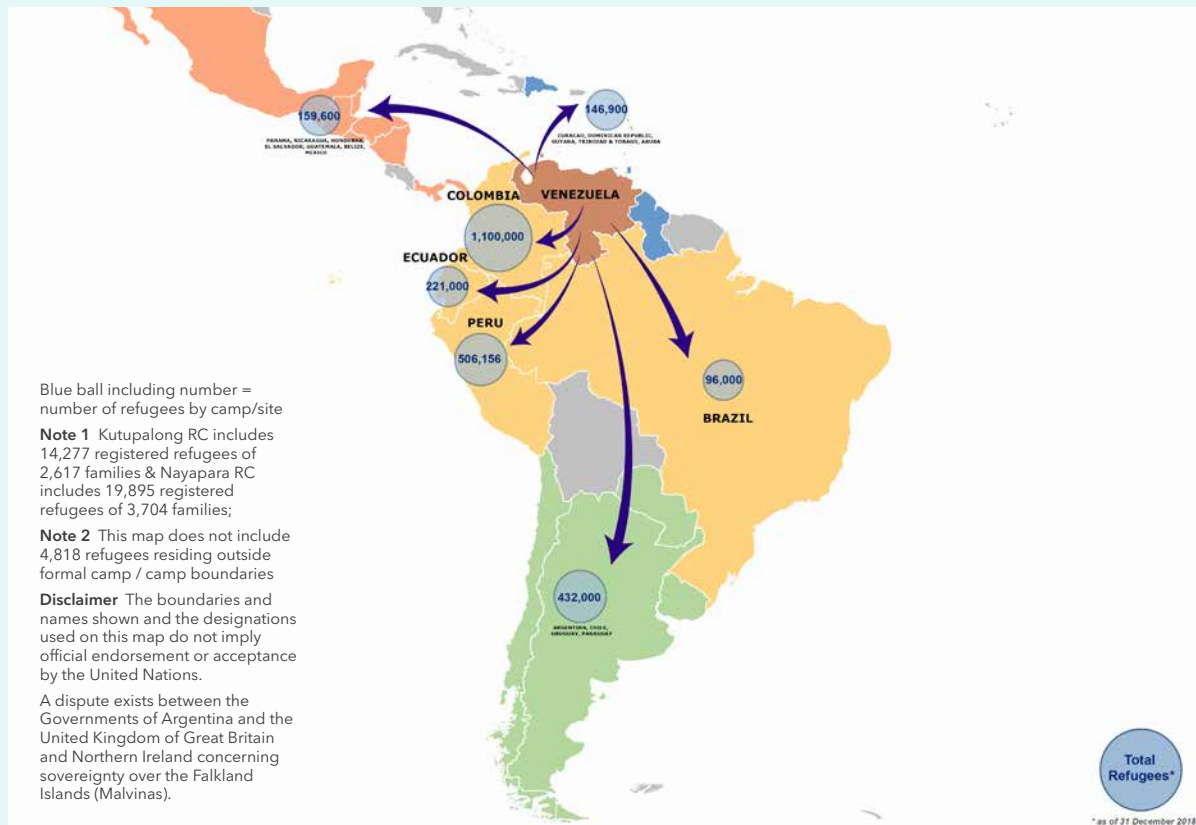 159,600
PANAMA, NICARAGUA, HONDURAS,
EL SALVADOR, GUATEMALA, BELIZE,
MEXICO
146,900
CURACAO, DOMINICAN REPUBLIC,
GUYANA, TRINIDAD & TOBAGO, ARUBA
COLOMBIA
VENEZUELA
1,100,000
ECUADOR
221,000
PERU
506,156
96,000
BRAZIL
432,000
ARGENTINA, CHILE,
URUGUAY, PARAGUAY
Blue ball including number =
number of refugees by camp/site
Note 1 Kutupalong RC includes
14,277 registered refugees of
2,617 families & Nayapara RC
includes 19,895 registered
refugees of 3,704 families;
Note 2 This map does not include
4,818 refugees residing outside
formal camp / camp boundaries
Disclaimer The boundaries and
names shown and the designations
used on this map do not imply
official endorsement or acceptance
by the United Nations.
A dispute exists between the
Governments of Argentina and the
United Kingdom of Great Britain
and Northern Ireland concerning
sovereignty over the Falkland
Islands (Malvinas).
Total
Refugees*
* as of 31 December 2018